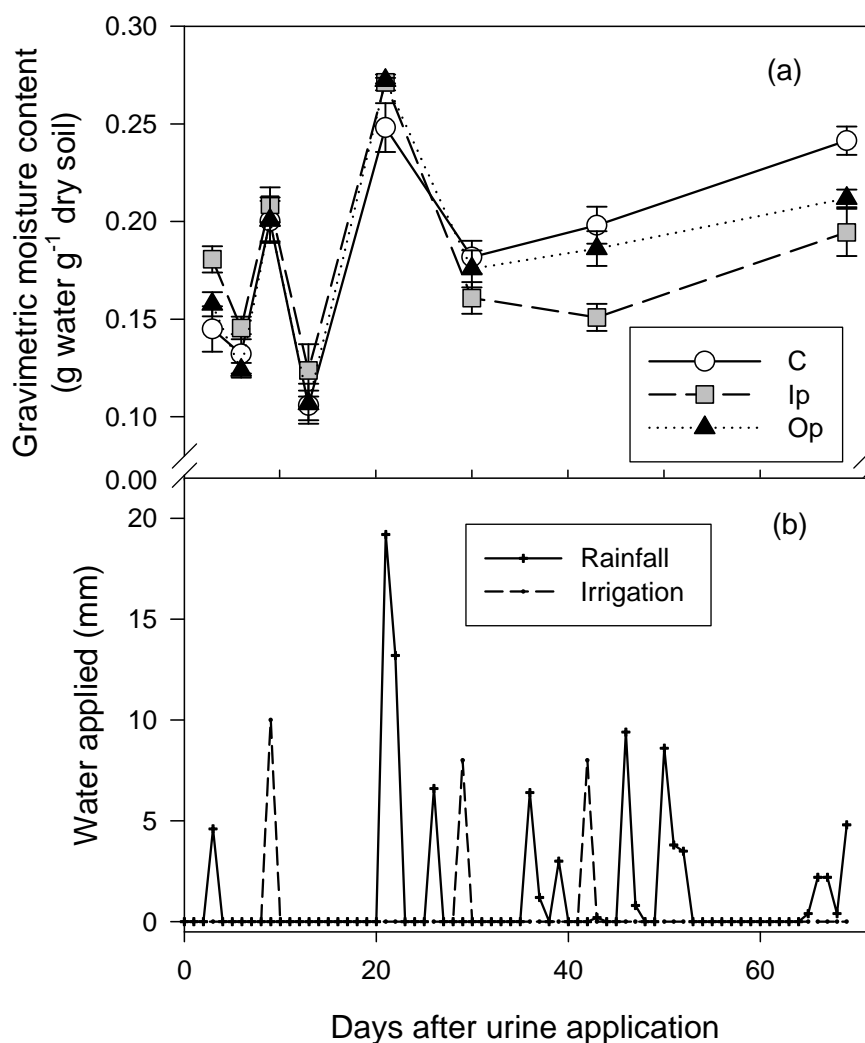 0.30
(a)
0.25
0.20
0.15
0.10
0.00
Gravimetric moisture content
(g water g-1 dry soil)
C
Ip
Op
20
(b)
15
10
5
0
Water applied (mm)
Rainfall
Irrigation
0 20 40 60
Days after urine application